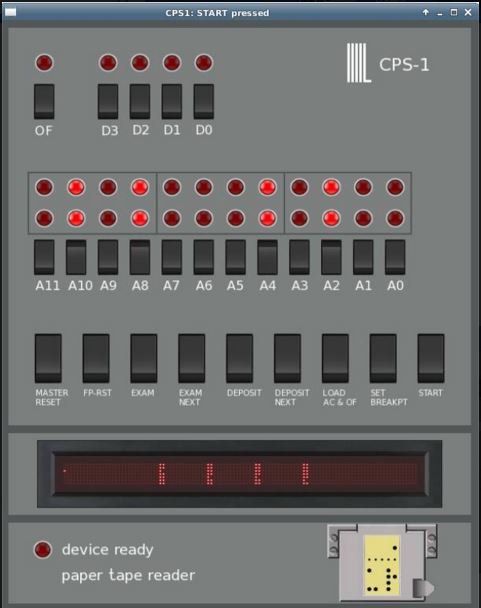 CPS1: START pressed
CPS-1
OF D3 D2 D1 D0
A11 A10 A9 A8 A7 A6 A5 A4 A3 A2 A1 A0
MASTER RESET
FP-RST
EXAM
EXAM NEXT
DEPOSIT
DEPOSIT NEXT
LOAD AC & OF
SET BREAKPT
START
device ready
paper tape reader